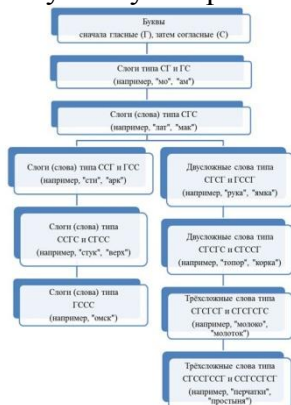 Буквы
сначала гласные (Г), затем согласные (С)
Слоги типа СГ и ГС
(например, "мо", "ам")
Слоги (слова) типа СГС
(например, "лат", "мак")
Слоги (слова) типа ССГ и ГСС
(например, "сти", "арк")
Слоги (слова) типа
ССГС и СГСС
(например, "стук", "верх")
Слоги (слова) типа
ГССС
(например, "омск")
Двусложные слова типа
СГСГ и ГССГ
(например, "рука", "ямка")
Двусложные слова типа
СГСГС и СГССГ
(например, "топор", "корка")
Трёхсложные слова типа
СГСГСГ и СГСГСГС
(например, "молоко",
"молоток")
Трёхсложные слова типа
СГССГССГ и ССГССГСГ
(например, "перчатки",
"простыня")